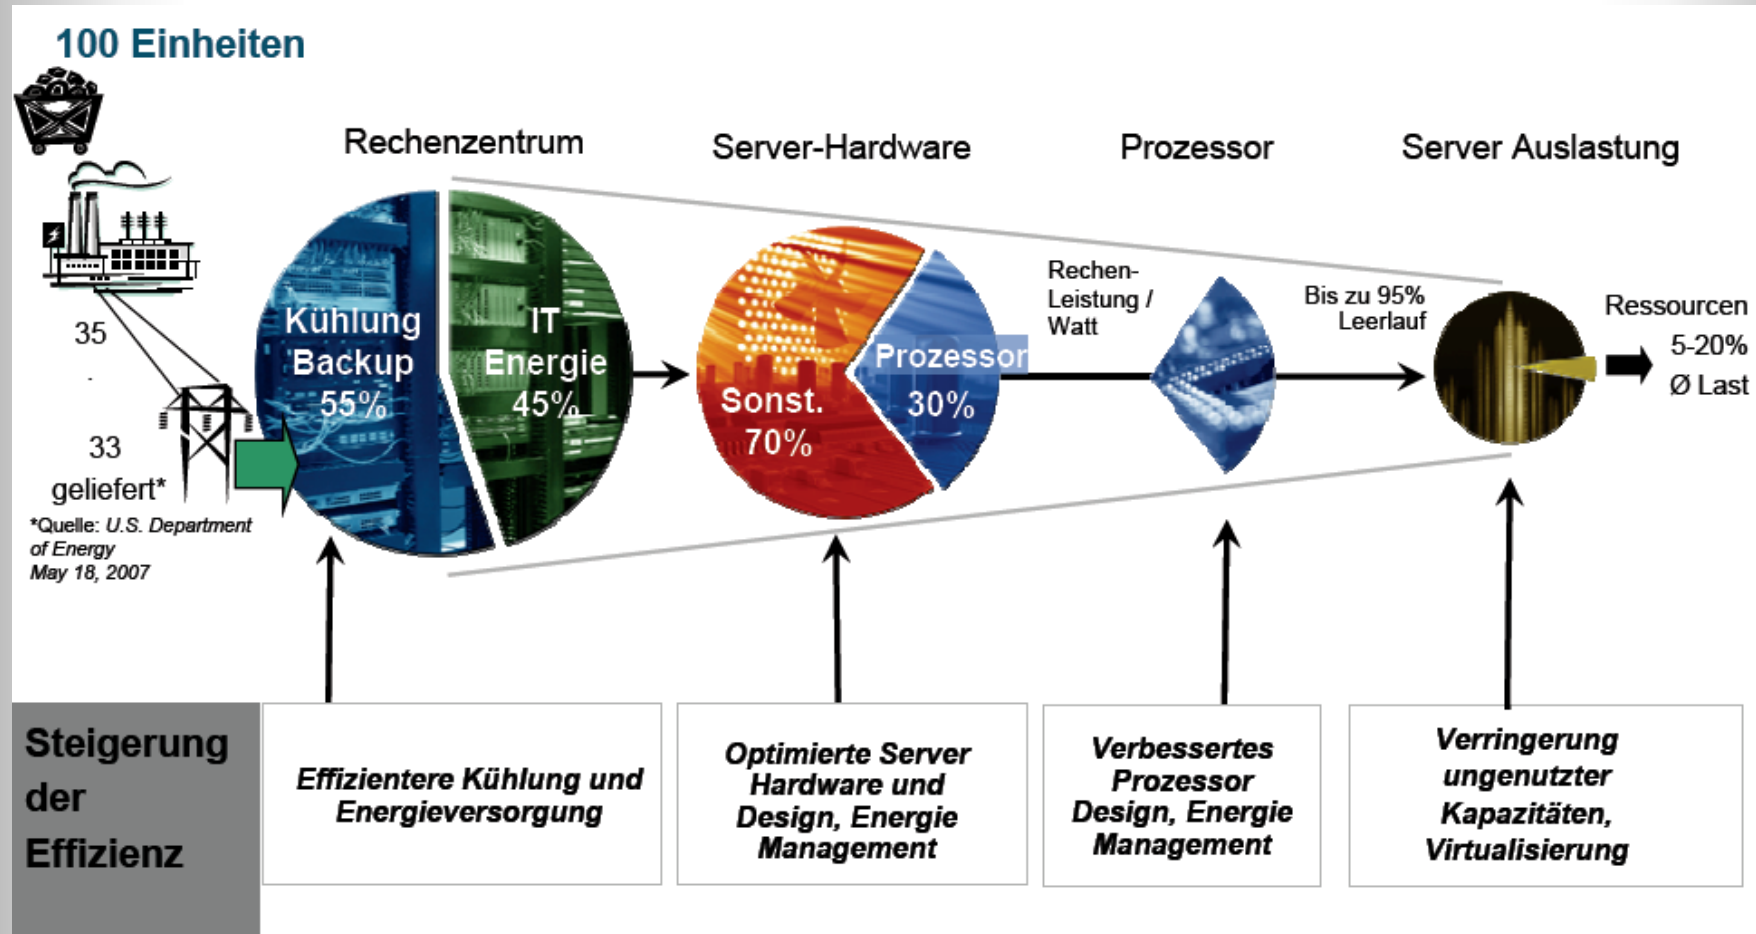 100 Einheiten
Rechenzentrum
Server-Hardware
Prozessor
Server Auslastung
Kühlung
Backup
55%
IT
Energie
45%
Sonst.
70%
Prozessor
30%
Rechen-
Leistung /
Watt
Bis zu 95%
Leerlauf
Ressourcen
5-20%
Ø Last
35
33
geliefert*
*Quelle: U.S. Department
of Energy
May 18, 2007
Steigerung
der
Effizienz
Effizientere Kühlung und
Energieversorgung
Optimierte Server
Hardware und
Design, Energie
Management
Verbessertes
Prozessor
Design, Energie
Management
Verringerung
ungenutzter
Kapazitäten,
Virtualisierung